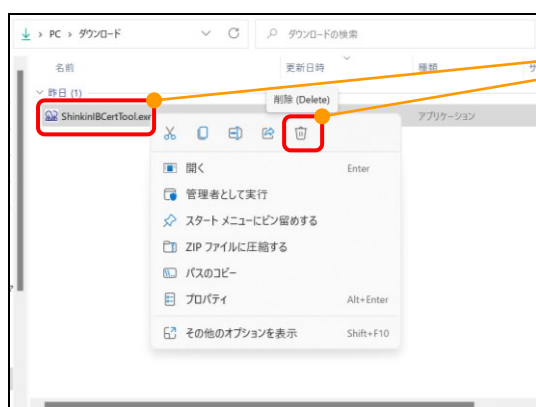 PC > ダウンロード
ダウンロードの検索
名前
更新日時
種類
昨日 (1)
削除 (Delete)
ShinkinIBCertTool.exe
アプリケーション
開く Enter
管理者として実行
スタート メニューにピン留めする
ZIP ファイルに圧縮する
パスのコピー
プロパティ Alt+Enter
その他のオプションを表示 Shift+F10